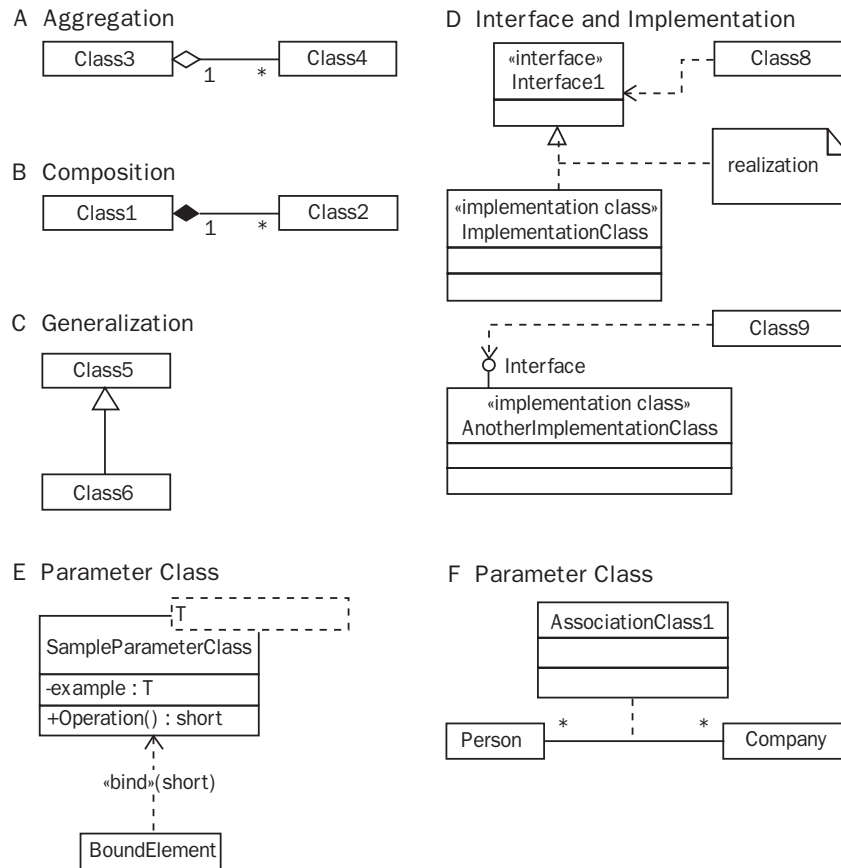 A Aggregation
Class3
1
*
Class4
B Composition
Class1
1
*
Class2
C Generalization
Class5
Class6
D Interface and Implementation
«interface»
Interface1
Class8
realization
«implementation class»
ImplementationClass
Class9
Interface
«implementation class»
AnotherImplementationClass
E Parameter Class
T
SampleParameterClass
-example : T
+Operation() : short
«bind»(short)
BoundElement
F Parameter Class
AssociationClass1
Person
*
*
Company